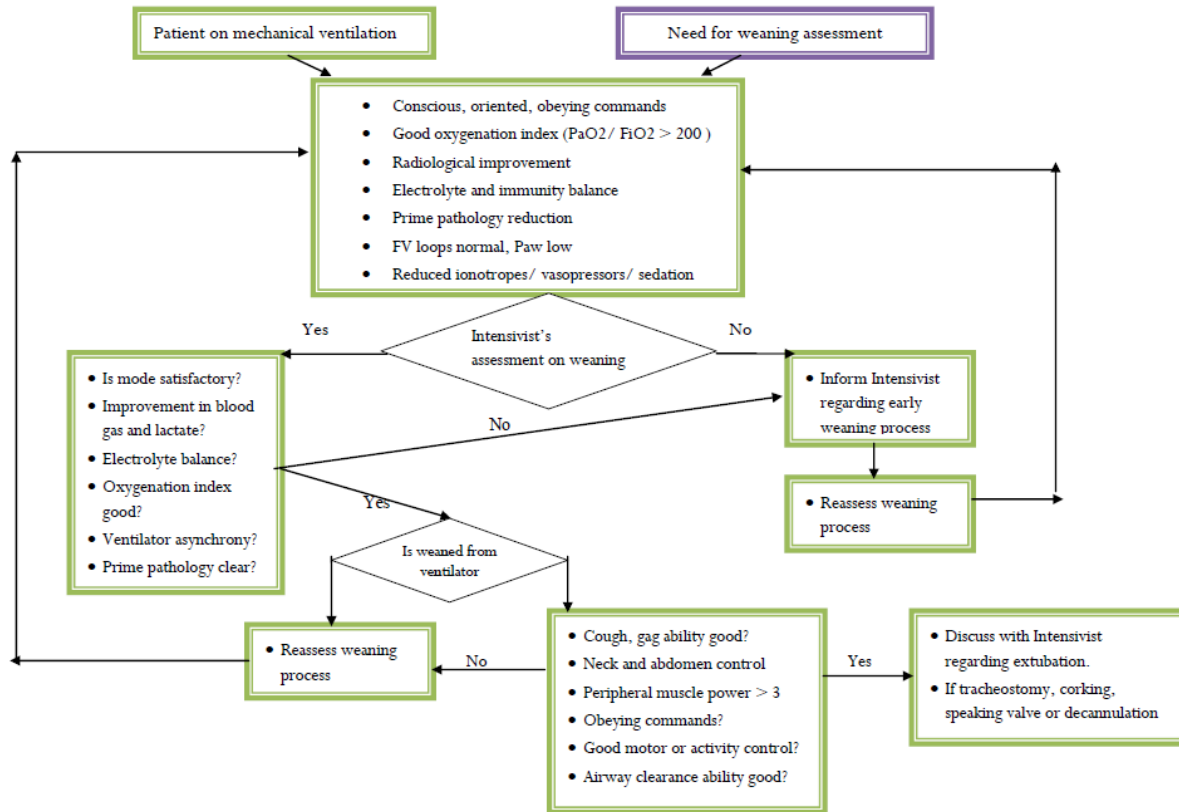 Patient on mechanical ventilation
Need for weaning assessment
• Conscious, oriented, obeying commands
• Good oxygenation index (PaO2/ FiO2 > 200 )
• Radiological improvement
• Electrolyte and immunity balance
• Prime pathology reduction
• FV loops normal, Paw low
• Reduced ionotropes/ vasopressors/ sedation
Yes
Intensivist's
assessment on weaning
No
• Is mode satisfactory?
• Improvement in blood
gas and lactate?
• Electrolyte balance?
• Oxygenation index
good?
• Ventilator asynchrony?
• Prime pathology clear?
• Inform Intensivist
regarding early
weaning process
No
• Reassess weaning
process
Yes
Is weaned from
ventilator
• Reassess weaning
process
No
• Cough, gag ability good?
• Neck and abdomen control
• Peripheral muscle power > 3
• Obeying commands?
• Good motor or activity control?
• Airway clearance ability good?
Yes
• Discuss with Intensivist
regarding extubation.
• If tracheostomy, corking,
speaking valve or decannulation